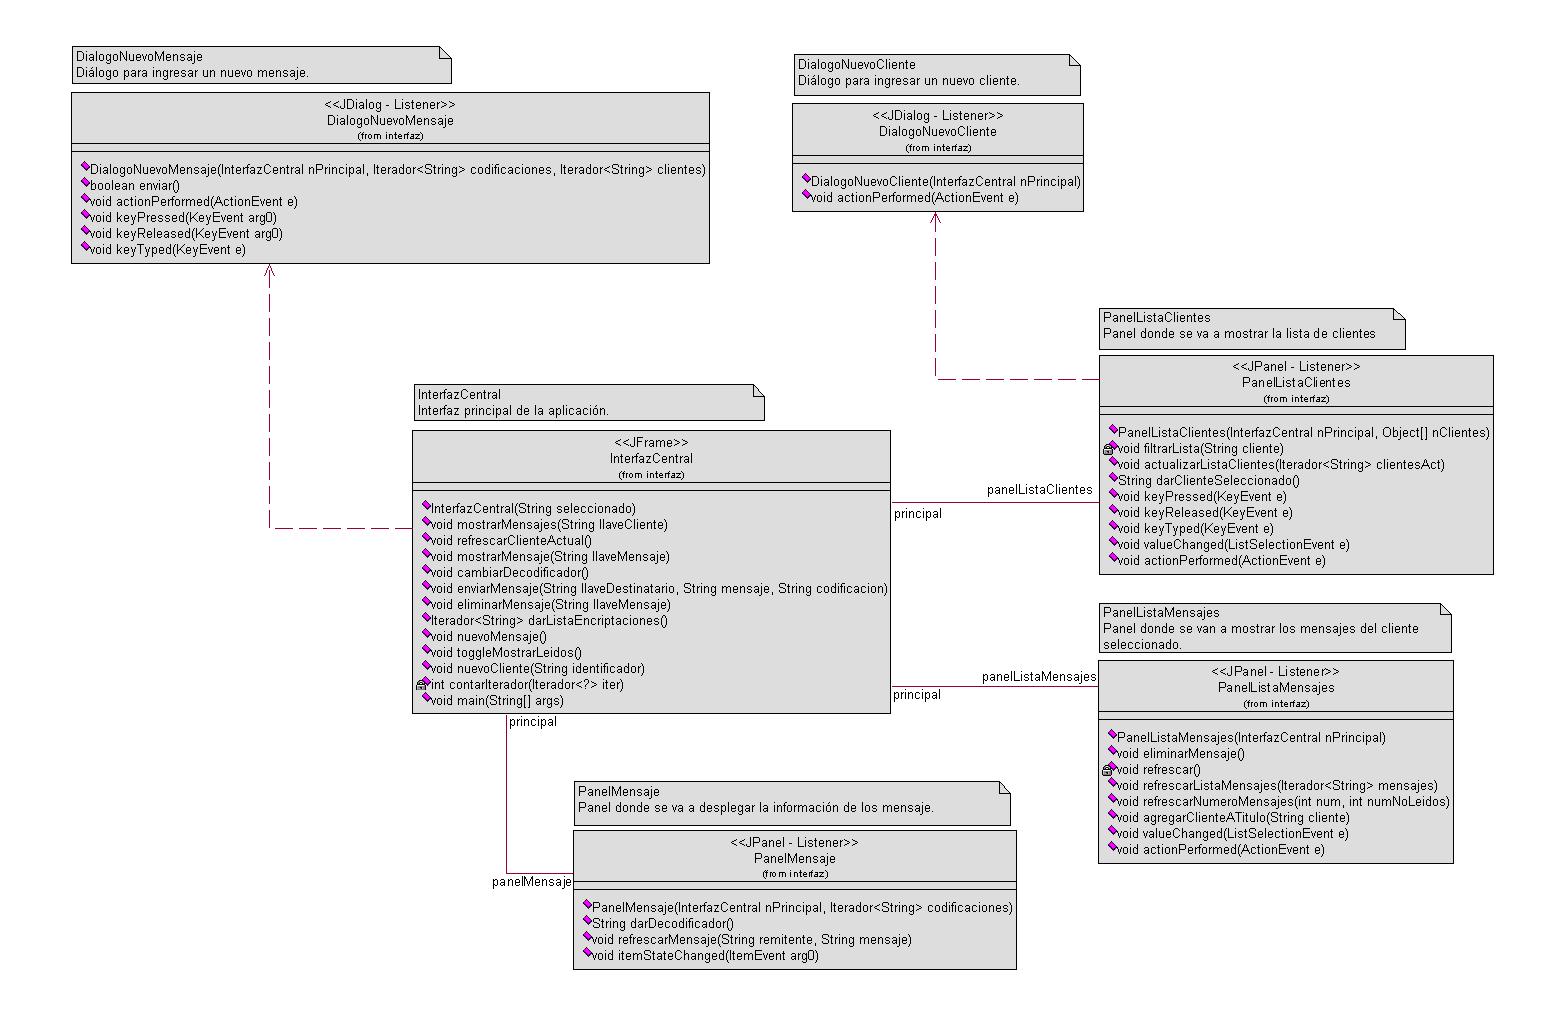 DialogoNuevoMensaje
Diálogo para ingresar un nuevo mensaje.
<<JDialog - Listener>>
DialogoNuevoMensaje
(from interfaz)
DialogoNuevoMensaje(InterfazCentral nPrincipal, Iterador<String> codificaciones, Iterador<String> clientes)
boolean enviar()
void actionPerformed(ActionEvent e)
void keyPressed(KeyEvent arg0)
void keyReleased(KeyEvent arg0)
void keyTyped(KeyEvent e)
DialogoNuevoCliente
Diálogo para ingresar un nuevo cliente.
<<JDialog - Listener>>
DialogoNuevoCliente
(from interfaz)
DialogoNuevoCliente(InterfazCentral nPrincipal)
void actionPerformed(ActionEvent e)
PanelListaClientes
Panel donde se va a mostrar la lista de clientes
<<JPanel - Listener>>
PanelListaClientes
(from interfaz)
PanelListaClientes(InterfazCentral nPrincipal, Object[] nClientes)
void filtrarLista(String cliente)
void actualizarListaClientes(Iterador<String> clientesAct)
String darClienteSeleccionado()
void keyPressed(KeyEvent e)
void keyReleased(KeyEvent e)
void keyTyped(KeyEvent e)
void valueChanged(ListSelectionEvent e)
void actionPerformed(ActionEvent e)
InterfazCentral
Interfaz principal de la aplicación.
<<JFrame>>
InterfazCentral
(from interfaz)
InterfazCentral(String seleccionado)
void mostrarMensajes(String llaveCliente)
void refrescarClienteActual()
void mostrarMensaje(String llaveMensaje)
void cambiarDecodificador()
void enviarMensaje(String llaveDestinatario, String mensaje, String codificacion)
void eliminarMensaje(String llaveMensaje)
Iterador<String> darListaEncriptaciones()
void nuevoMensaje()
void toggleMostrarLeidos()
void nuevoCliente(String identificador)
int contarIterador(Iterador<?> iter)
void main(String[] args)
panelListaClientes
principal
panelListaMensajes
principal
principal
panelMensaje
PanelListaMensajes
Panel donde se van a mostrar los mensajes del cliente
seleccionado.
<<JPanel - Listener>>
PanelListaMensajes
(from interfaz)
PanelListaMensajes(InterfazCentral nPrincipal)
void eliminarMensaje()
void refrescar()
void refrescarListaMensajes(Iterador<String> mensajes)
void refrescarNumeroMensajes(int num, int numNoLeidos)
void agregarClienteATitulo(String cliente)
void valueChanged(ListSelectionEvent e)
void actionPerformed(ActionEvent e)
PanelMensaje
Panel donde se va a desplegar la información de los mensaje.
<<JPanel - Listener>>
PanelMensaje
(from interfaz)
PanelMensaje(InterfazCentral nPrincipal, Iterador<String> codificaciones)
String darDecodificador()
void refrescarMensaje(String remitente, String mensaje)
void itemStateChanged(ItemEvent arg0)